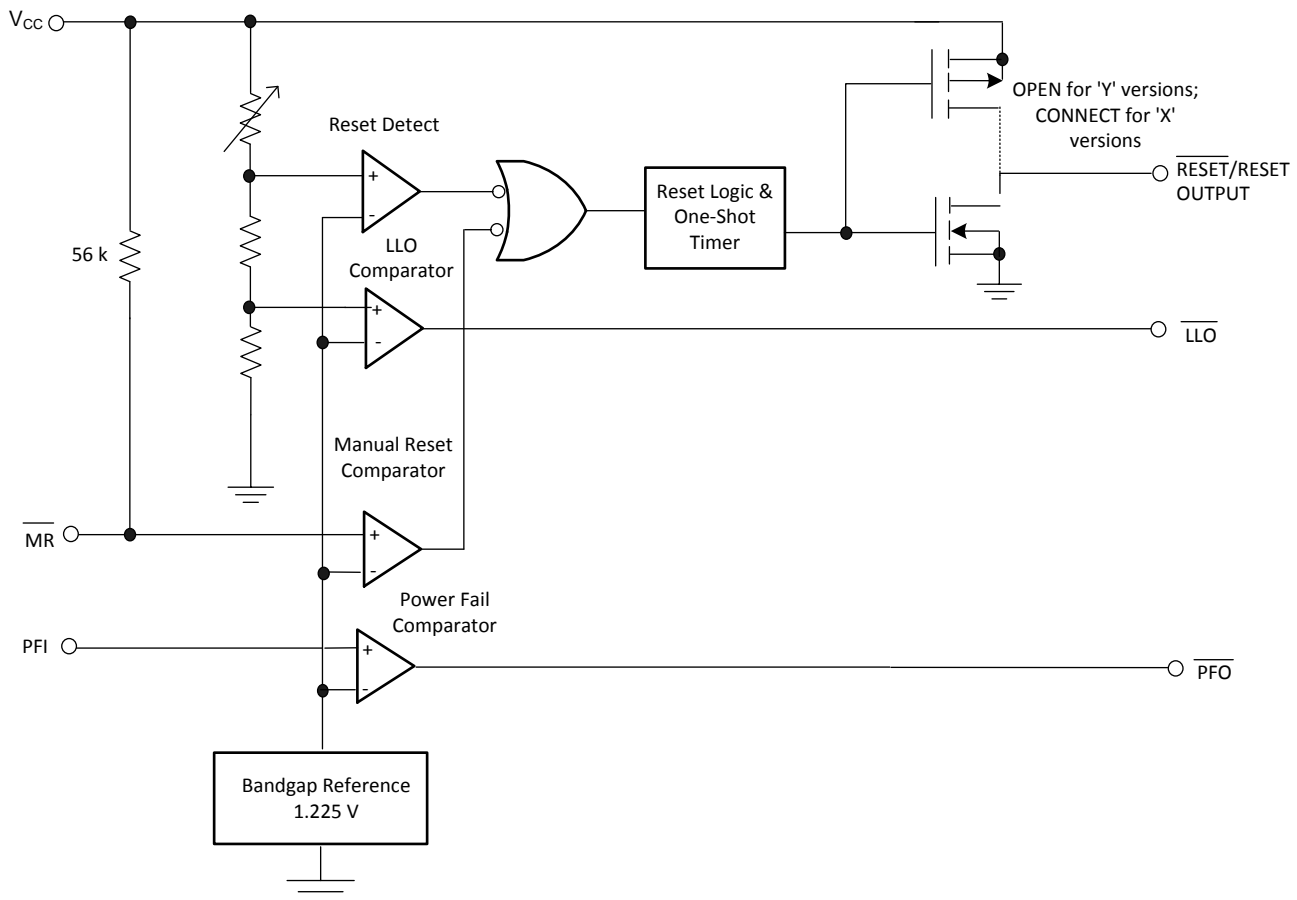 VCC
OPEN for 'Y' versions;
CONNECT for 'X'
versions
Reset Detect
+
-
RESET/RESET
OUTPUT
Reset Logic &
One-Shot
Timer
56 k
LLO
Comparator
+
-
LLO
Manual Reset
Comparator
MR
+
-
Power Fail
Comparator
PFI
+
-
PFO
Bandgap Reference
1.225 V